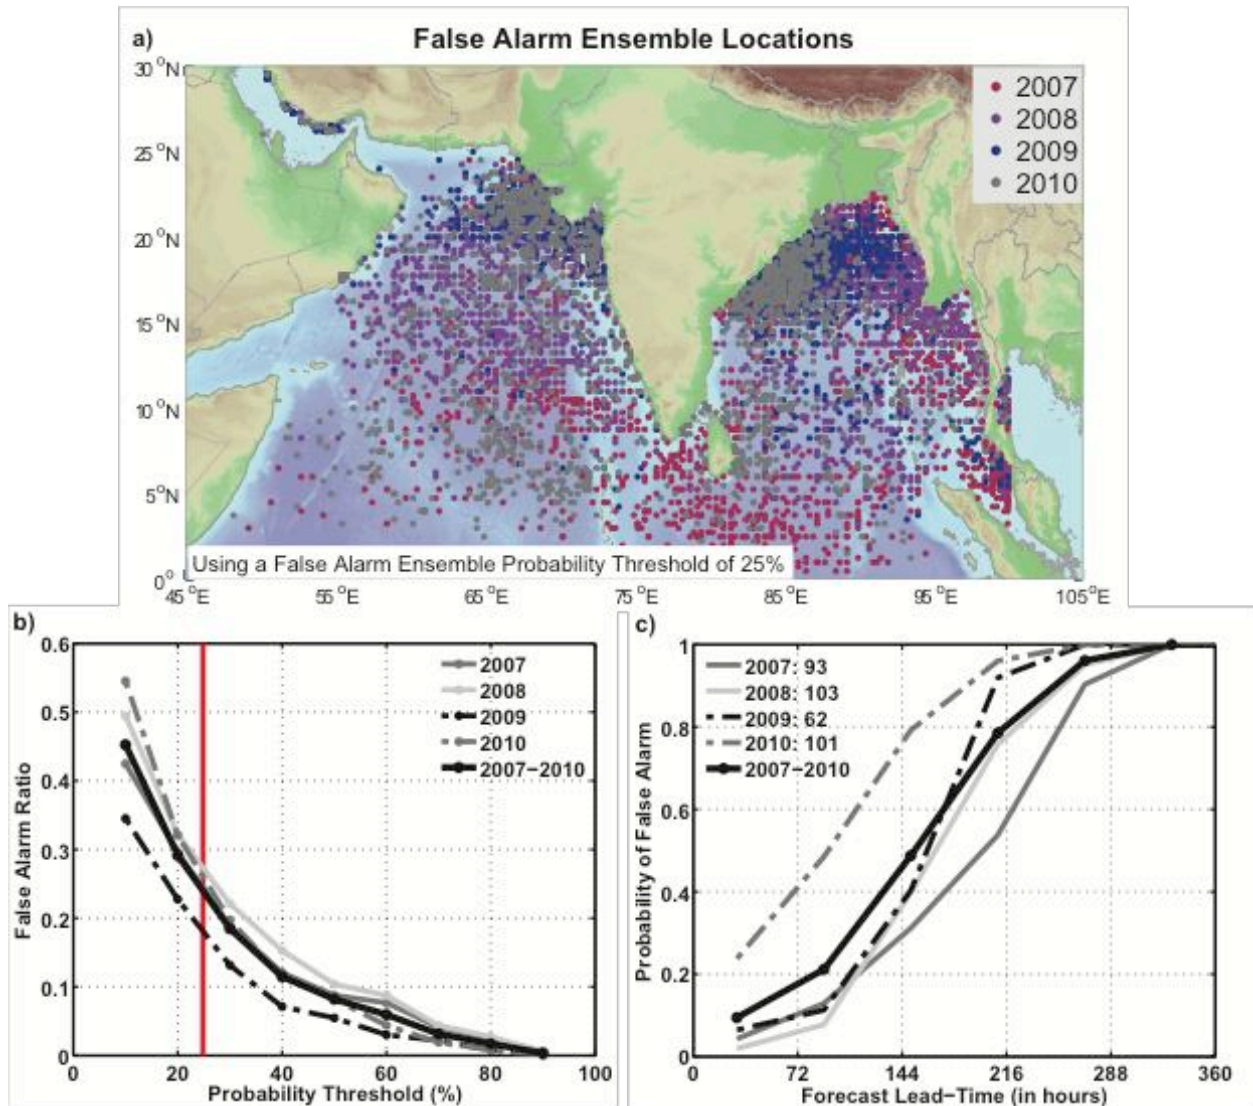 a)
False Alarm Ensemble Locations
30°N
25°N
20°N
15°N
10°N
5°N
0°
2007
2008
2009
2010
Using a False Alarm Ensemble Probability Threshold of 25%
45°E 55°E 65°E 75°E 85°E 95°E 105°E
b)
False Alarm Ratio
0.6
0.5
0.4
0.3
0.2
0.1
0
2007
2008
2009
2010
2007-2010
0 20 40 60 80 100
Probability Threshold (%)
c)
Probability of False Alarm
1
0.8
0.6
0.4
0.2
0
2007: 93
2008: 103
2009: 62
2010: 101
2007-2010
0 72 144 216 288 360
Forecast Lead-Time (in hours)